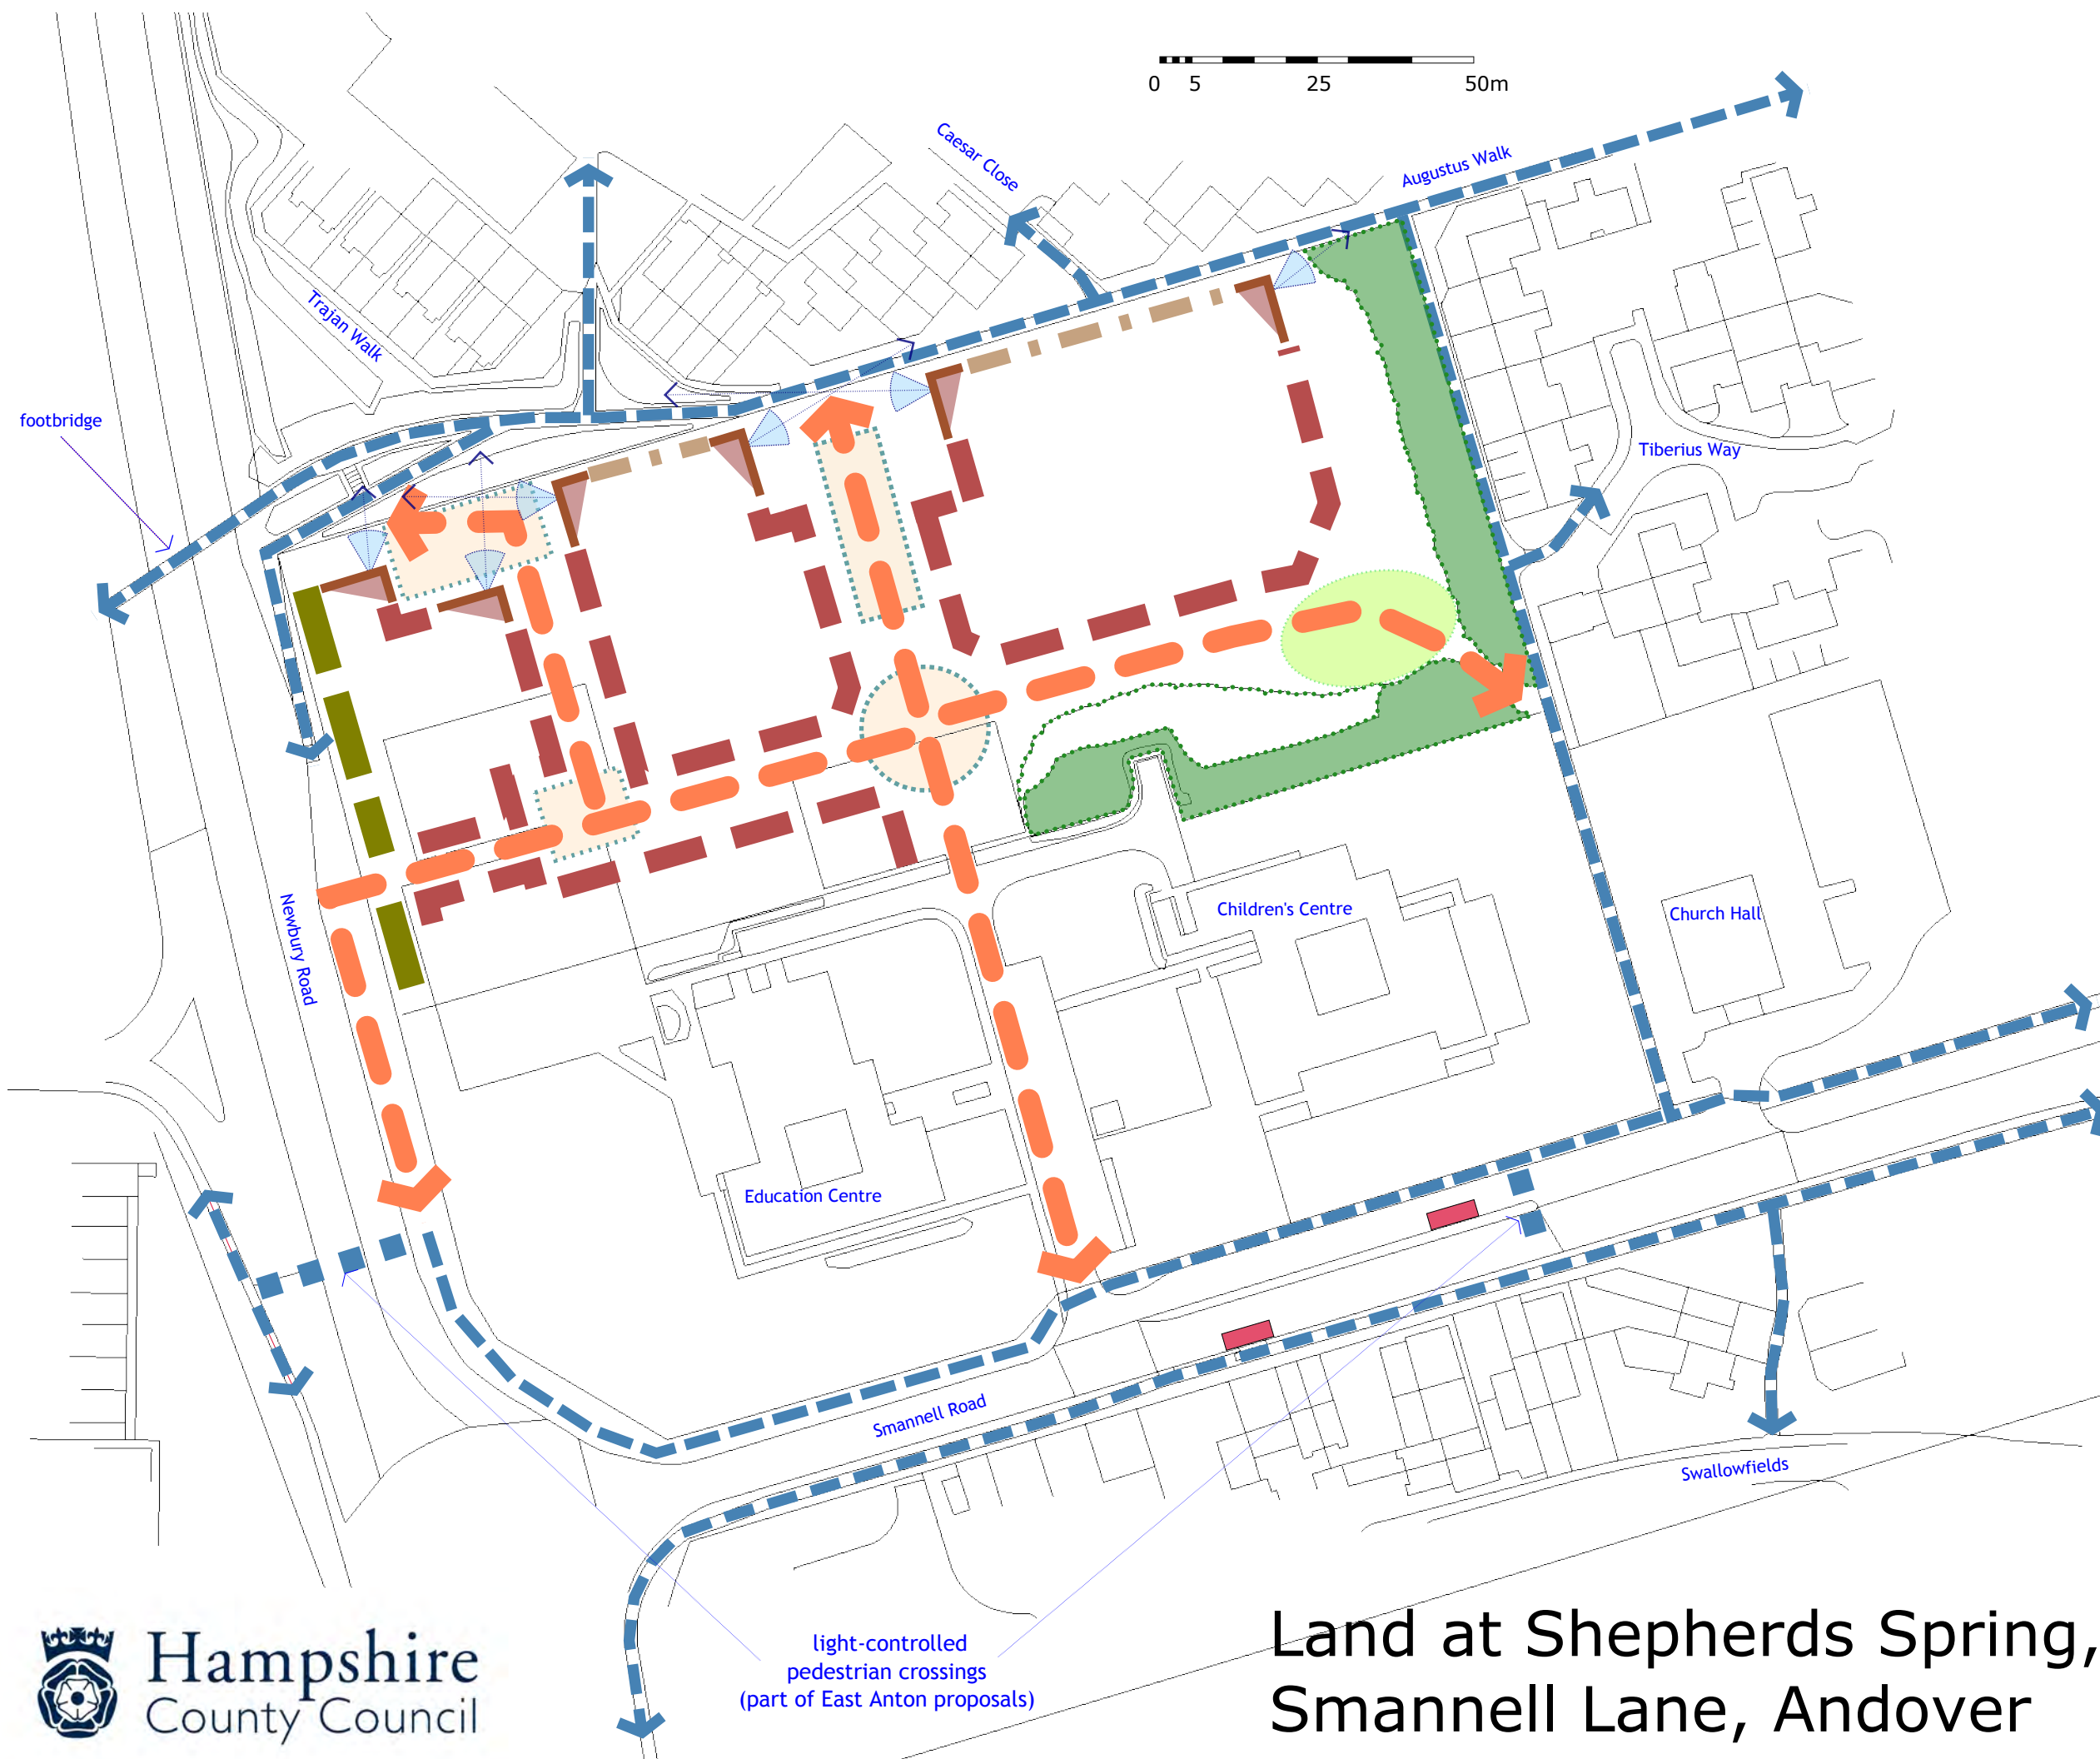 0 5 25 50m
Caesar Close
Augustus Walk
Trajan Walk
footbridge
Tiberius Way
Newbury Road
Children's Centre
Church Hall
Education Centre
Smannell Road
Swallowfields
light-controlled
pedestrian crossings
(part of East Anton proposals)
Hampshire
County Council
Land at Shepherds Spring,
Smannell Lane, Andover